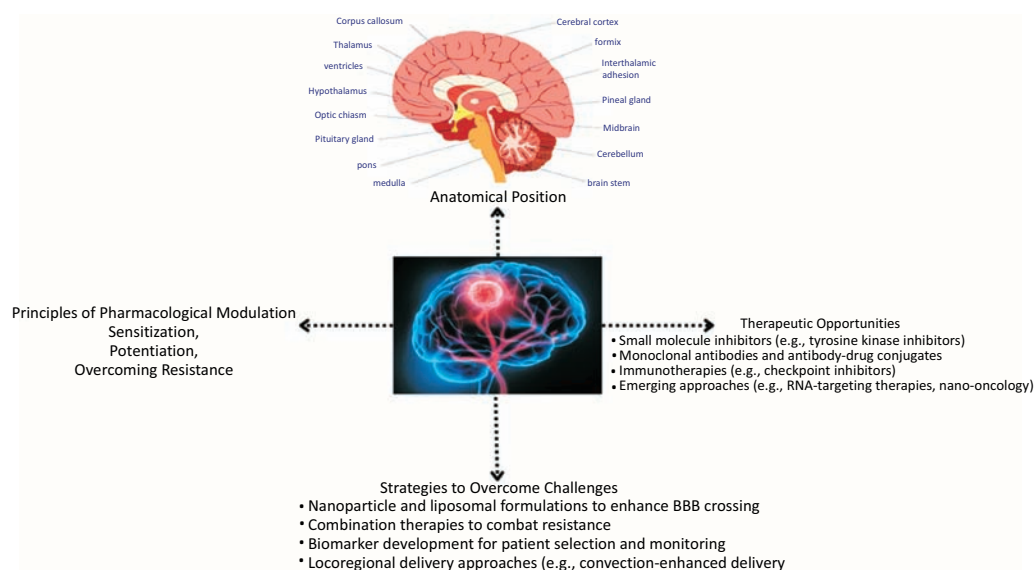 Corpus callosum
Cerebral cortex
Thalamus
formix
ventricles
Interthalamic
adhesion
Hypothalamus
Pineal gland
Optic chiasm
Midbrain
Pituitary gland
Cerebellum
pons
medulla
brain stem
Anatomical Position
Principles of Pharmacological Modulation
Sensitization,
Potentiation,
Overcoming Resistance
Therapeutic Opportunities
• Small molecule inhibitors (e.g., tyrosine kinase inhibitors)
• Monoclonal antibodies and antibody-drug conjugates
• Immunotherapies (e.g., checkpoint inhibitors)
• Emerging approaches (e.g., RNA-targeting therapies, nano-oncology)
Strategies to Overcome Challenges
• Nanoparticle and liposomal formulations to enhance BBB crossing
• Combination therapies to combat resistance
• Biomarker development for patient selection and monitoring
• Locoregional delivery approaches (e.g., convection-enhanced delivery